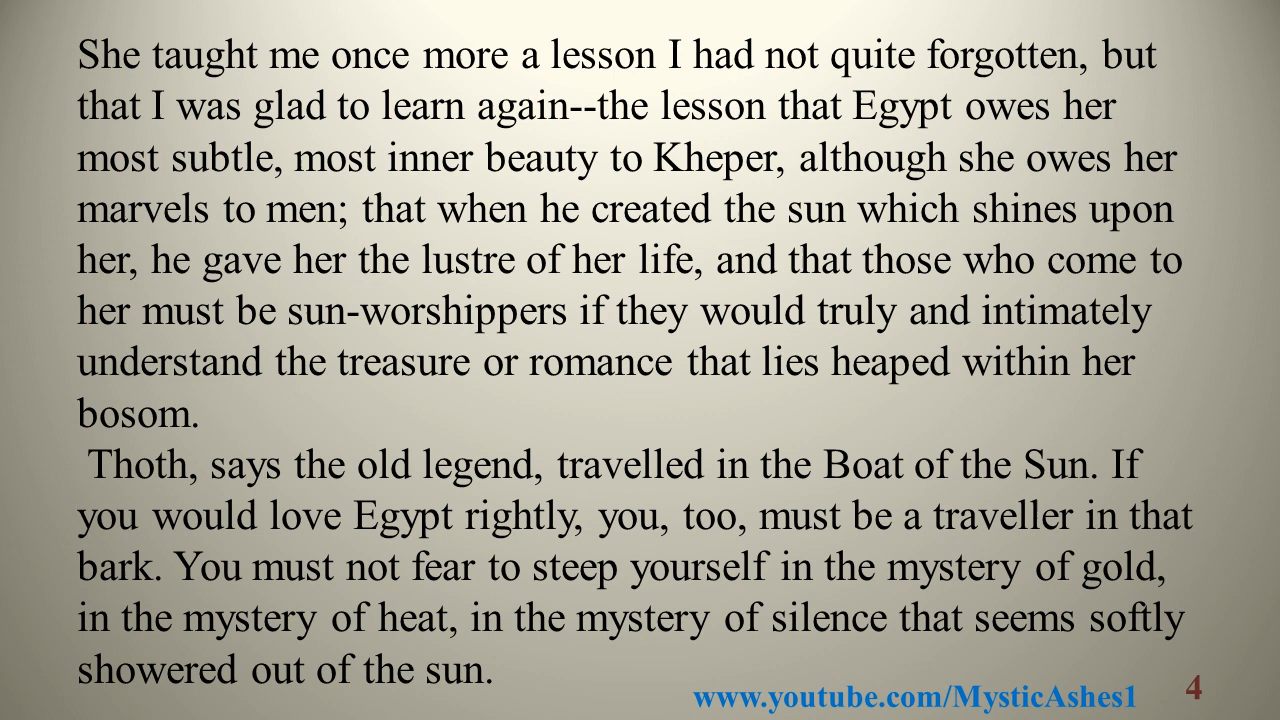 She taught me once more a lesson I had not quite forgotten, but
that I was glad to learn again--the lesson that Egypt owes her
most subtle, most inner beauty to Kheper, although she owes her
marvels to men; that when he created the sun which shines upon
her, he gave her the lustre of her life, and that those who come to
her must be sun-worshippers if they would truly and intimately
understand the treasure or romance that lies heaped within her
bosom.
Thoth, says the old legend, travelled in the Boat of the Sun. If
you would love Egypt rightly, you, too, must be a traveller in that
bark. You must not fear to steep yourself in the mystery of gold,
in the mystery of heat, in the mystery of silence that seems softly
showered out of the sun.
www.youtube.com/MysticAshes1
4